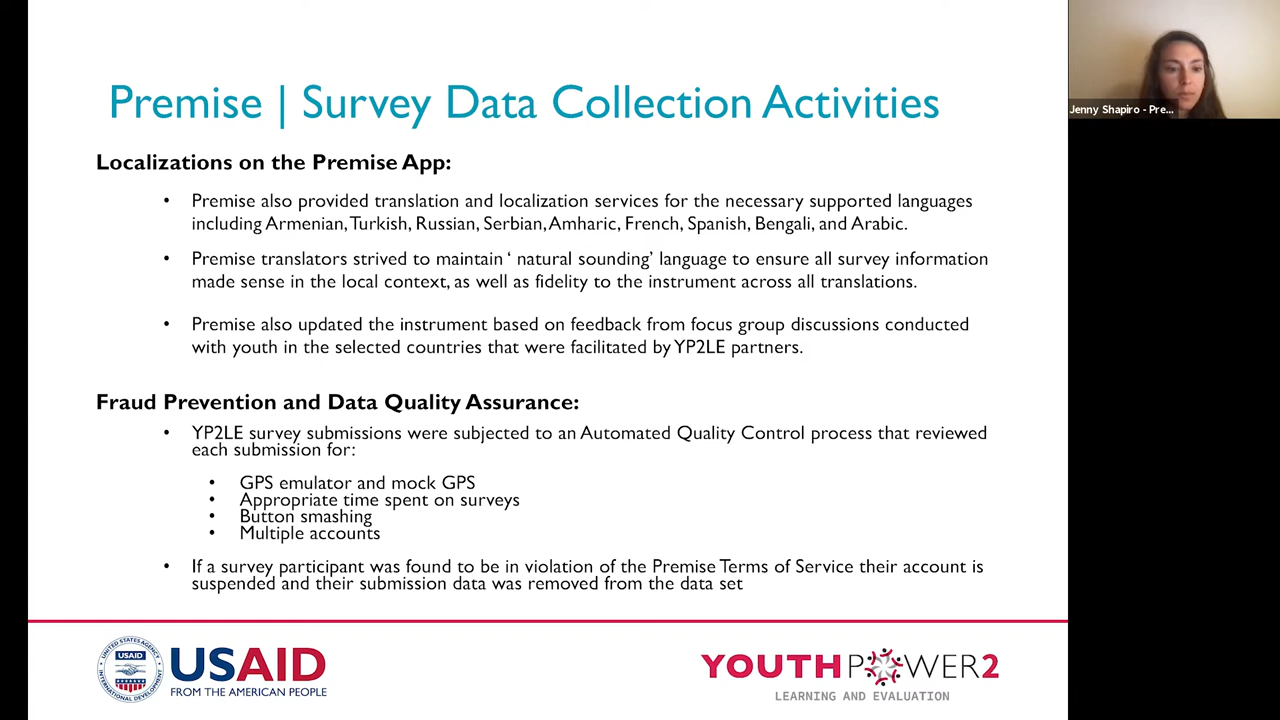 Premise | Survey Data Collection Activities
Jenny Shapiro - Pre...
Localizations on the Premise App:
• Premise also provided translation and localization services for the necessary supported languages
including Armenian, Turkish, Russian, Serbian, Amharic, French, Spanish, Bengali, and Arabic.
• Premise translators strived to maintain ‘ natural sounding’ language to ensure all survey information
made sense in the local context, as well as fidelity to the instrument across all translations.
• Premise also updated the instrument based on feedback from focus group discussions conducted
with youth in the selected countries that were facilitated by YP2LE partners.
Fraud Prevention and Data Quality Assurance:
• YP2LE survey submissions were subjected to an Automated Quality Control process that reviewed
each submission for:
• GPS emulator and mock GPS
• Appropriate time spent on surveys
• Button smashing
• Multiple accounts
• If a survey participant was found to be in violation of the Premise Terms of Service their account is
suspended and their submission data was removed from the data set
UNITED STATES AGENCY
USAID
INTERNATIONAL DEVELOPMENT
USAID
FROM THE AMERICAN PEOPLE
YOUTHPOWER2
LEARNING AND EVALUATION